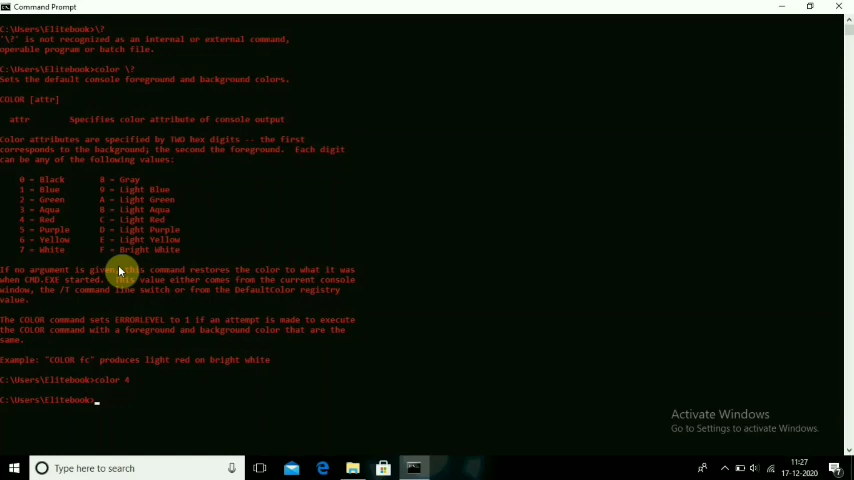 Command Prompt
C:\Users\Elitebook>\?
'\?' is not recognized as an internal or external command,
operable program or batch file.
C:\Users\Elitebook>color \?
Sets the default console foreground and background colors.
COLOR [attr]
attr Specifies color attribute of console output
Color attributes are specified by TWO hex digits -- the first
corresponds to the background; the second the foreground. Each digit
can be any of the following values:
0 = Black 8 = Gray
1 = Blue 9 = Light Blue
2 = Green A = Light Green
3 = Aqua B = Light Aqua
4 = Red C = Light Red
5 = Purple D = Light Purple
6 = Yellow E = Light Yellow
7 = White F = Bright White
If no argument is given, this command restores the color to what it was
when CMD.EXE started. This value either comes from the current console
window, the /T command line switch or from the DefaultColor registry
value.
The COLOR command sets ERRORLEVEL to 1 if an attempt is made to execute
the COLOR command with a foreground and background color that are the
same.
Example: "COLOR fc" produces light red on bright white
C:\Users\Elitebook>color 4
C:\Users\Elitebook>
Activate Windows
Go to Settings to activate Windows.
Type here to search
11:27
17-12-2020
7